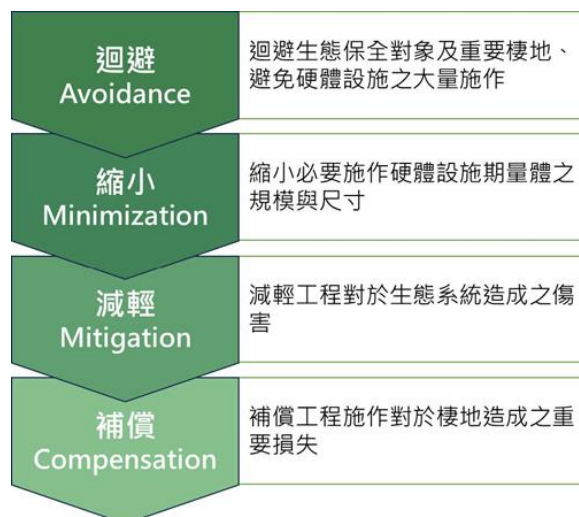 迴避
Avoidance
迴避生態保全對象及重要棲地、
避免硬體設施之大量施作
縮小
Minimization
縮小必要施作硬體設施期量體之
規模與尺寸
減輕
Mitigation
減輕工程對於生態系統造成之傷
害
補償
Compensation
補償工程施作對於棲地造成之重
要損失